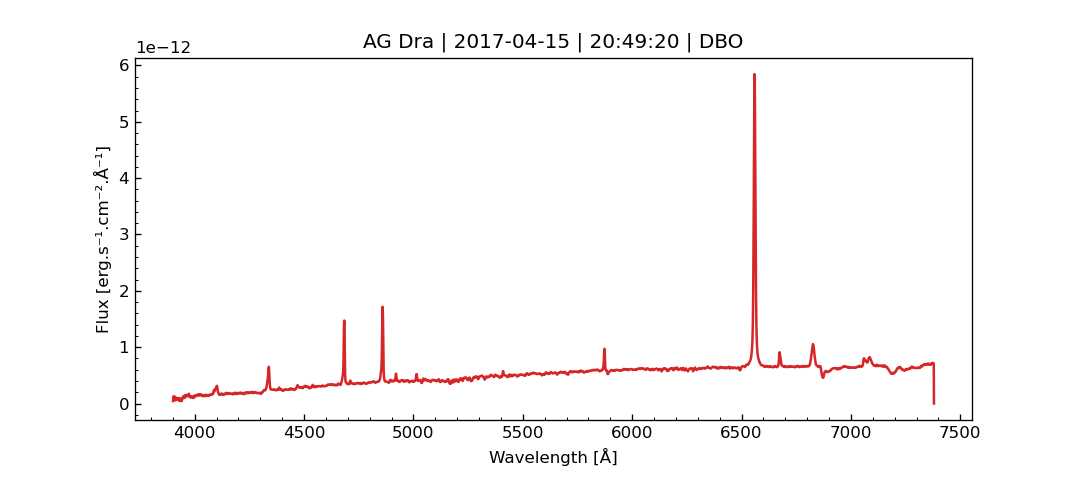 AG Dra | 2017-04-15 | 20:49:20 | DBO
1e−12
6
5
4
3
2
1
0
Flux [erg.s⁻¹.cm⁻².Å⁻¹]
4000 4500 5000 5500 6000 6500 7000 7500
Wavelength [Å]